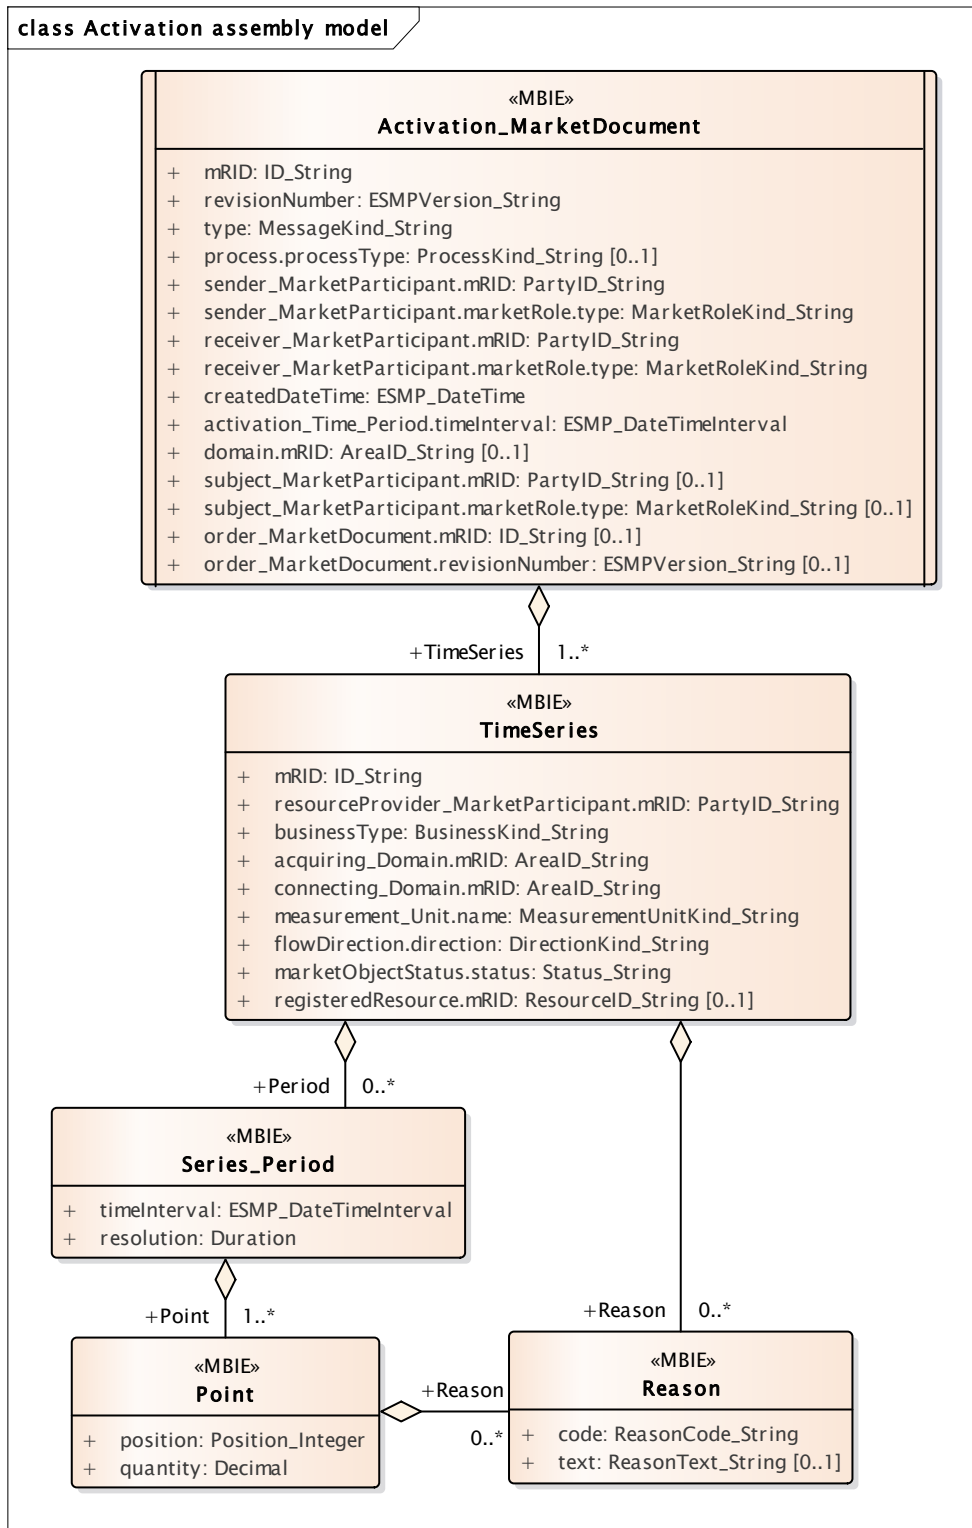 class Activation assembly model
«MBIE»
Activation_MarketDocument
+ mRID: ID_String
+ revisionNumber: ESMPVersion_String
+ type: MessageKind_String
+ process.processType: ProcessKind_String [0..1]
+ sender_MarketParticipant.mRID: PartyID_String
+ sender_MarketParticipant.marketRole.type: MarketRoleKind_String
+ receiver_MarketParticipant.mRID: PartyID_String
+ receiver_MarketParticipant.marketRole.type: MarketRoleKind_String
+ createdDateTime: ESMP_DateTime
+ activation_Time_Period.timeInterval: ESMP_DateTimeInterval
+ domain.mRID: AreaID_String [0..1]
+ subject_MarketParticipant.mRID: PartyID_String [0..1]
+ subject_MarketParticipant.marketRole.type: MarketRoleKind_String [0..1]
+ order_MarketDocument.mRID: ID_String [0..1]
+ order_MarketDocument.revisionNumber: ESMPVersion_String [0..1]
+TimeSeries 1..*
«MBIE»
TimeSeries
+ mRID: ID_String
+ resourceProvider_MarketParticipant.mRID: PartyID_String
+ businessType: BusinessKind_String
+ acquiring_Domain.mRID: AreaID_String
+ connecting_Domain.mRID: AreaID_String
+ measurement_Unit.name: MeasurementUnitKind_String
+ flowDirection.direction: DirectionKind_String
+ marketObjectStatus.status: Status_String
+ registeredResource.mRID: ResourceID_String [0..1]
+Period 0..*
«MBIE»
Series_Period
+ timeInterval: ESMP_DateTimeInterval
+ resolution: Duration
+Point 1..*
+Reason 0..*
«MBIE»
Point
+ position: Position_Integer
+ quantity: Decimal
+Reason
0..*
«MBIE»
Reason
+ code: ReasonCode_String
+ text: ReasonText_String [0..1]